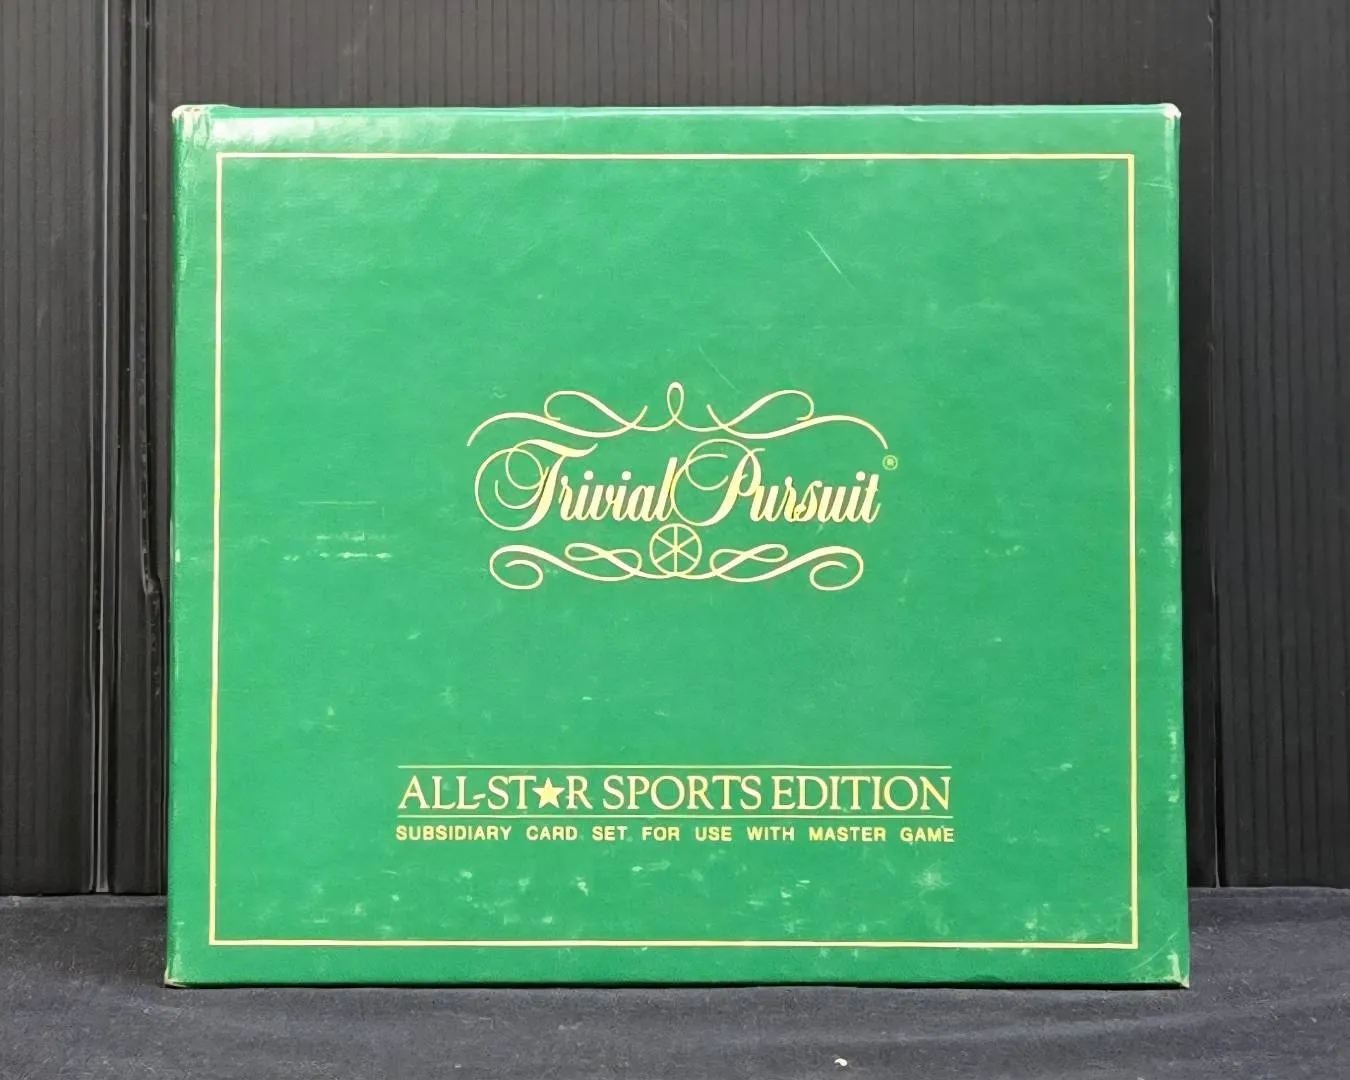 Trivial Pursuit®
ALL-ST★R SPORTS EDITION
SUBSIDIARY CARD SET FOR USE WITH MASTER GAME